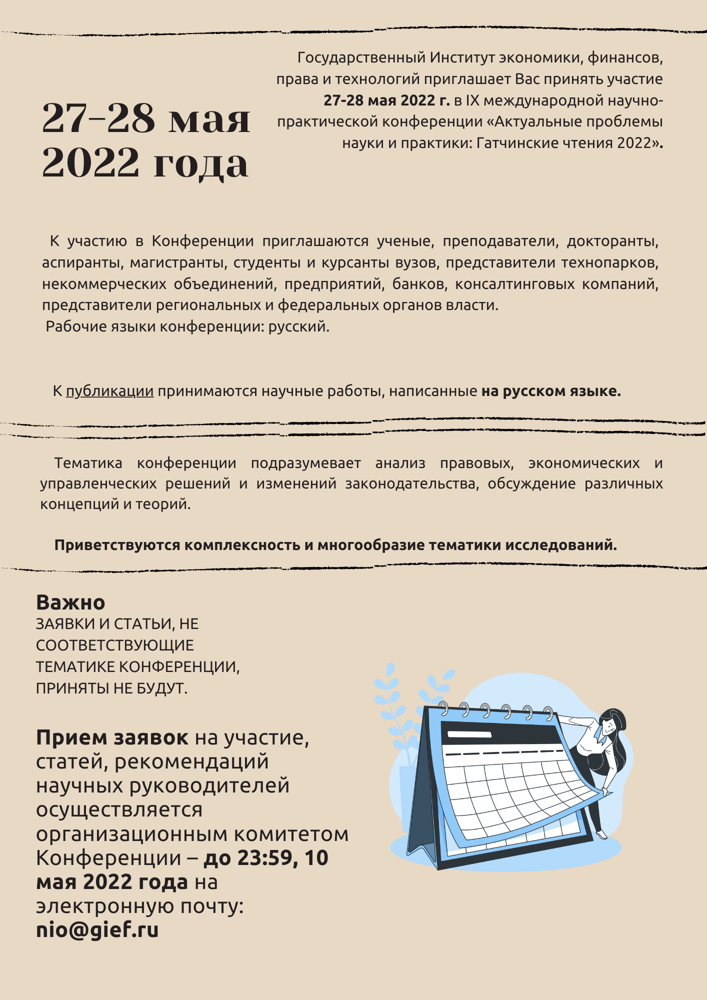 27–28 мая
2022 года
Государственный Институт экономики, финансов,
права и технологий приглашает Вас принять участие
27-28 мая 2022 г. в IX международной научно-
практической конференции «Актуальные проблемы
науки и практики: Гатчинские чтения 2022».
К участию в Конференции приглашаются ученые, преподаватели, докторанты,
аспиранты, магистранты, студенты и курсанты вузов, представители технопарков,
некоммерческих объединений, предприятий, банков, консалтинговых компаний,
представители региональных и федеральных органов власти.
Рабочие языки конференции: русский.
К публикации принимаются научные работы, написанные на русском языке.
Тематика конференции подразумевает анализ правовых, экономических и
управленческих решений и изменений законодательства, обсуждение различных
концепций и теорий.
Приветствуются комплексность и многообразие тематики исследований.
Важно
ЗАЯВКИ И СТАТЬИ, НЕ
СООТВЕТСТВУЮЩИЕ
ТЕМАТИКЕ КОНФЕРЕНЦИИ,
ПРИНЯТЫ НЕ БУДУТ.
Прием заявок на участие,
статей, рекомендаций
научных руководителей
осуществляется
организационным комитетом
Конференции – до 23:59, 10
мая 2022 года на
электронную почту:
nio@gief.ru